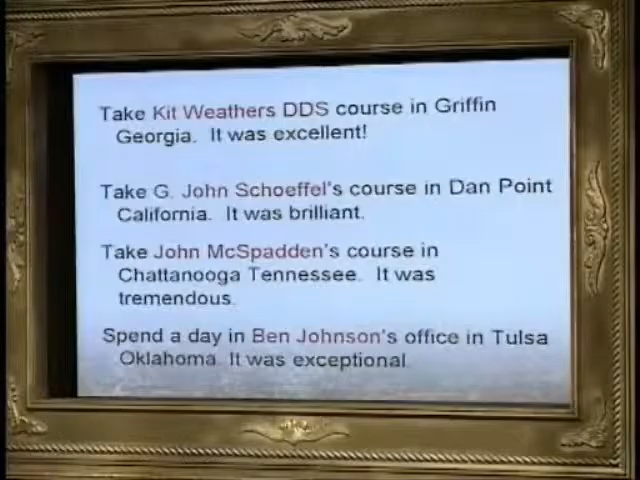 Take Kit Weathers DDS course in Griffin
Georgia. It was excellent!
Take G. John Schoeffel's course in Dan Point
California. It was brilliant.
Take John McSpadden's course in
Chattanooga Tennessee. It was
tremendous.
Spend a day in Ben Johnson's office in Tulsa
Oklahoma. It was exceptional.